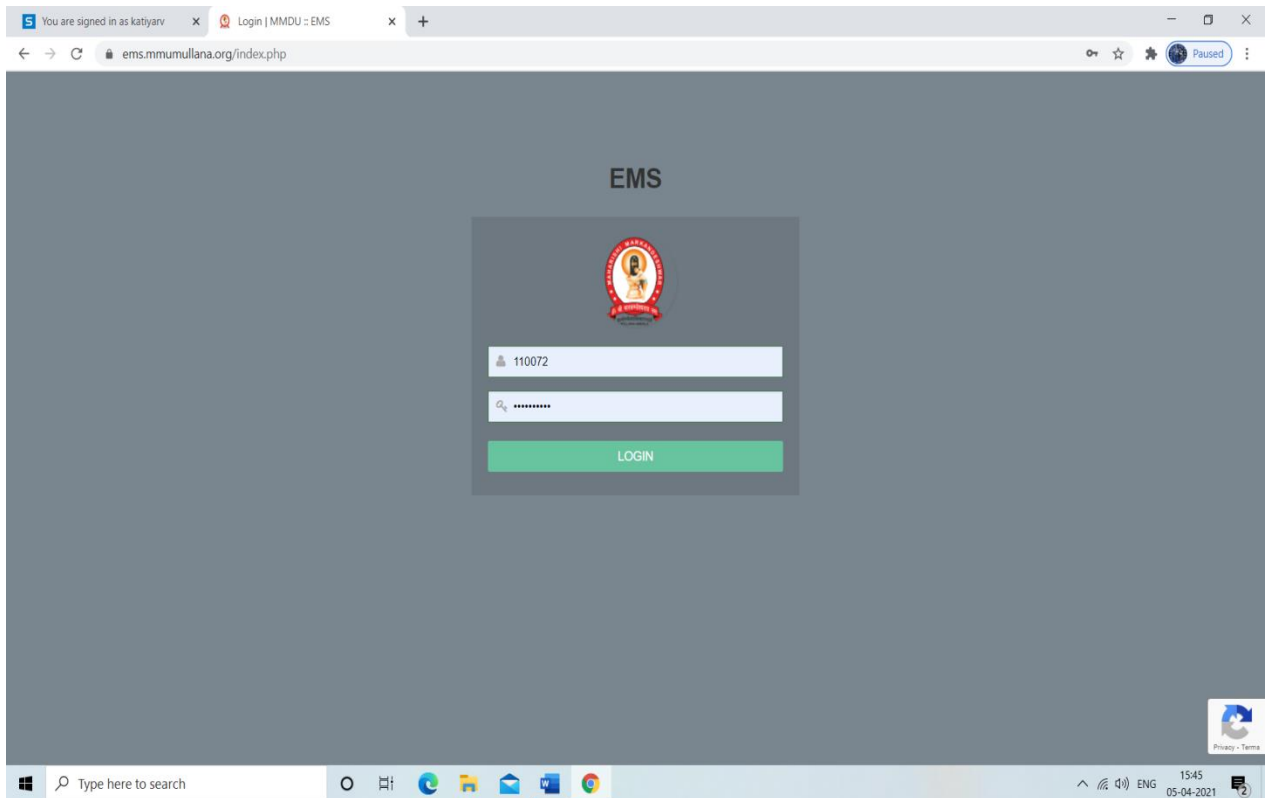 You are signed in as katiyarv
Login | MMDU :: EMS
ems.mmumullana.org/index.php
Paused
EMS
110072
••••••••••
LOGIN
Privacy - Terms
Type here to search
ENG
15:45
05-04-2021
2